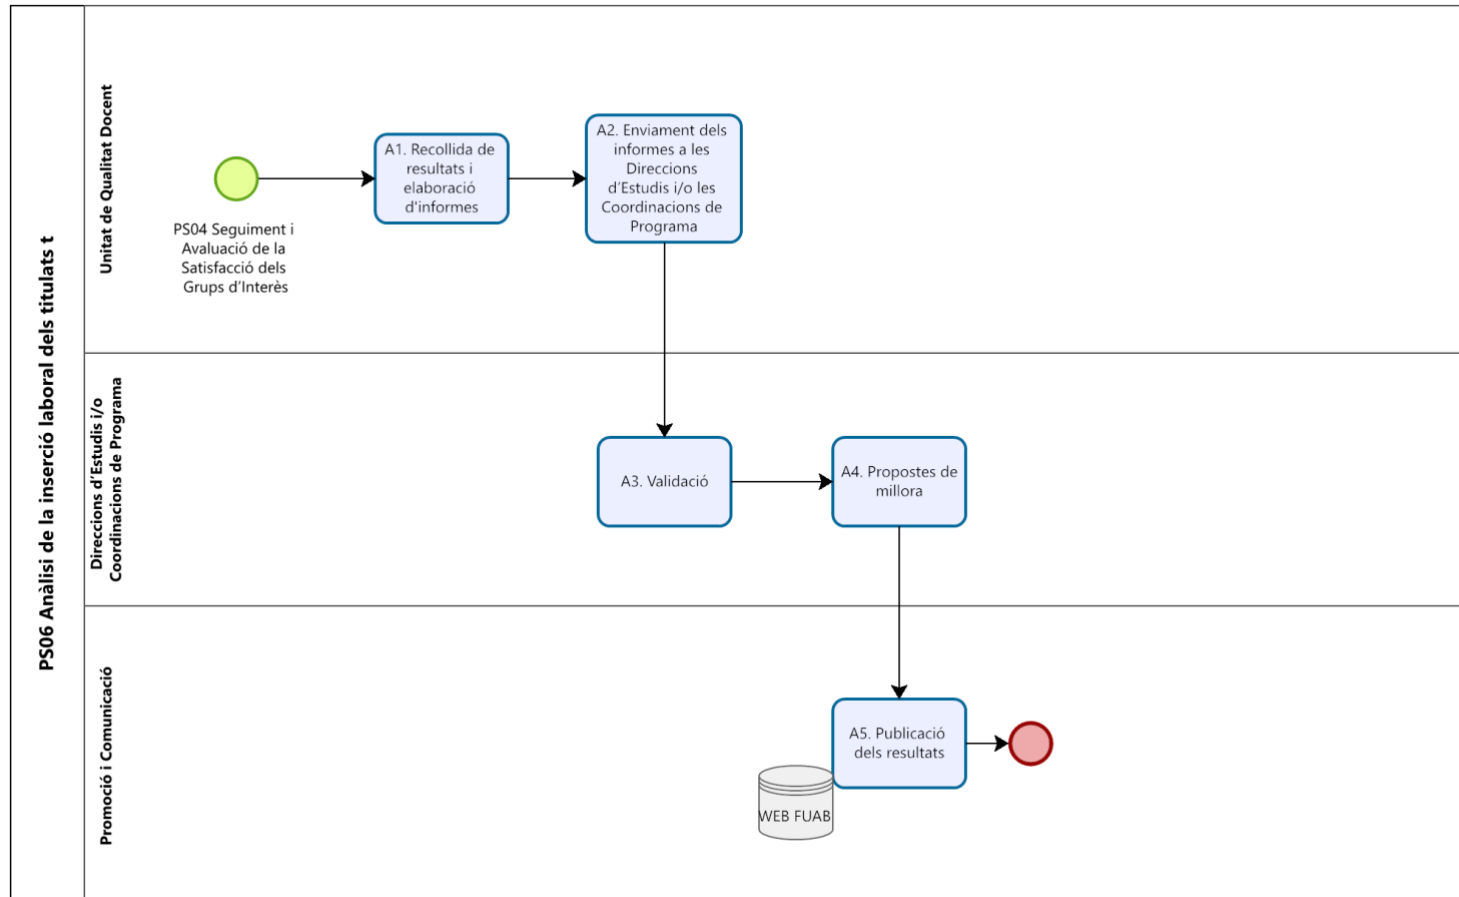 PS06 Anàlisi de la inserció laboral dels titulats t
Unitat de Qualitat Docent
PS04 Seguiment i
Avaluació de la
Satisfacció dels
Grups d’Interès
A1. Recollida de
resultats i
elaboració
d'informes
A2. Enviament dels
informes a les
Direccions
d’Estudis i/o les
Coordinacions de
Programa
Direccions d’Estudis i/o
Coordinacions de Programa
A3. Validació
A4. Propostes de
millora
Promoció i Comunicació
A5. Publicació
dels resultats
WEB FUAB